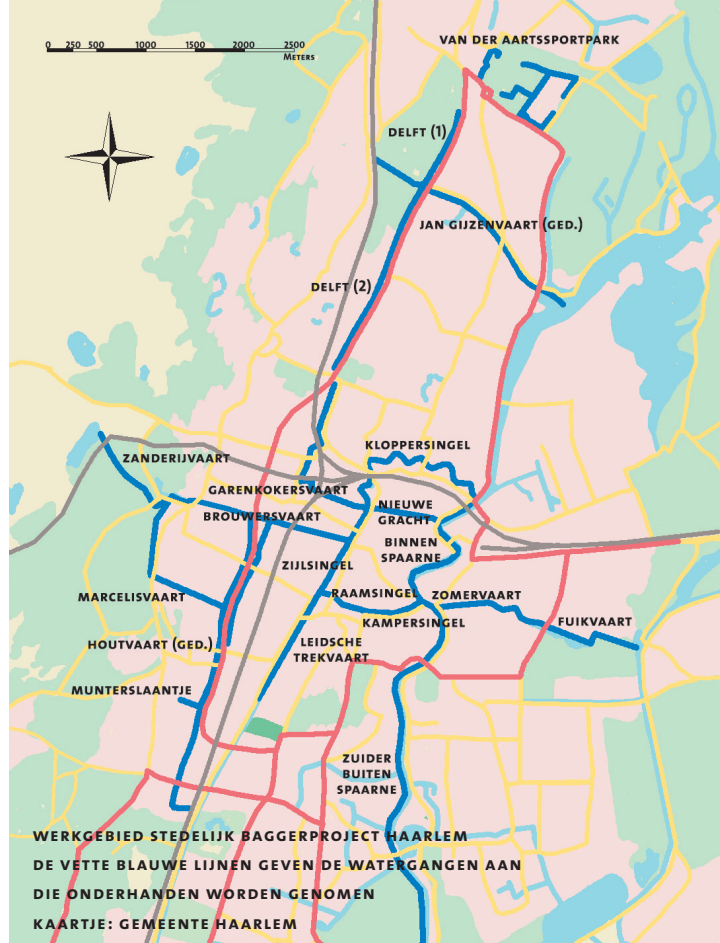 VAN DER AARTSSPORTPARK
0 250 500 1000 2000 2500
METERS
DELFT (1)
JAN GIJZENVAART (GED.)
DELFT (2)
KLOPPERSINGEL
ZANDERIJVAART
GARENKOKERSVAART
NIEUWE
GRACHT
BROUWERSVAART
BINNEN
SPAARNE
ZIJLSINGEL
MARCELISVAART
RAAMSINGEL
ZOMERVAART
KAMPERSINGEL
FUIKVAART
HOUTVAART (GED.)
LEIDSCHE
TREKVAART
MUNTERSLAANTJE
ZUIDER
BUITEN
SPAARNE
WERKGEBIED STEDELIJK BAGGERPROJECT HAARLEM
DE VETTE BLAUWE LIJNEN GEVEN DE WATERGANGEN AAN
DIE ONDERHANDEN WORDEN GENOMEN
KAARTJE: GEMEENTE HAARLEM